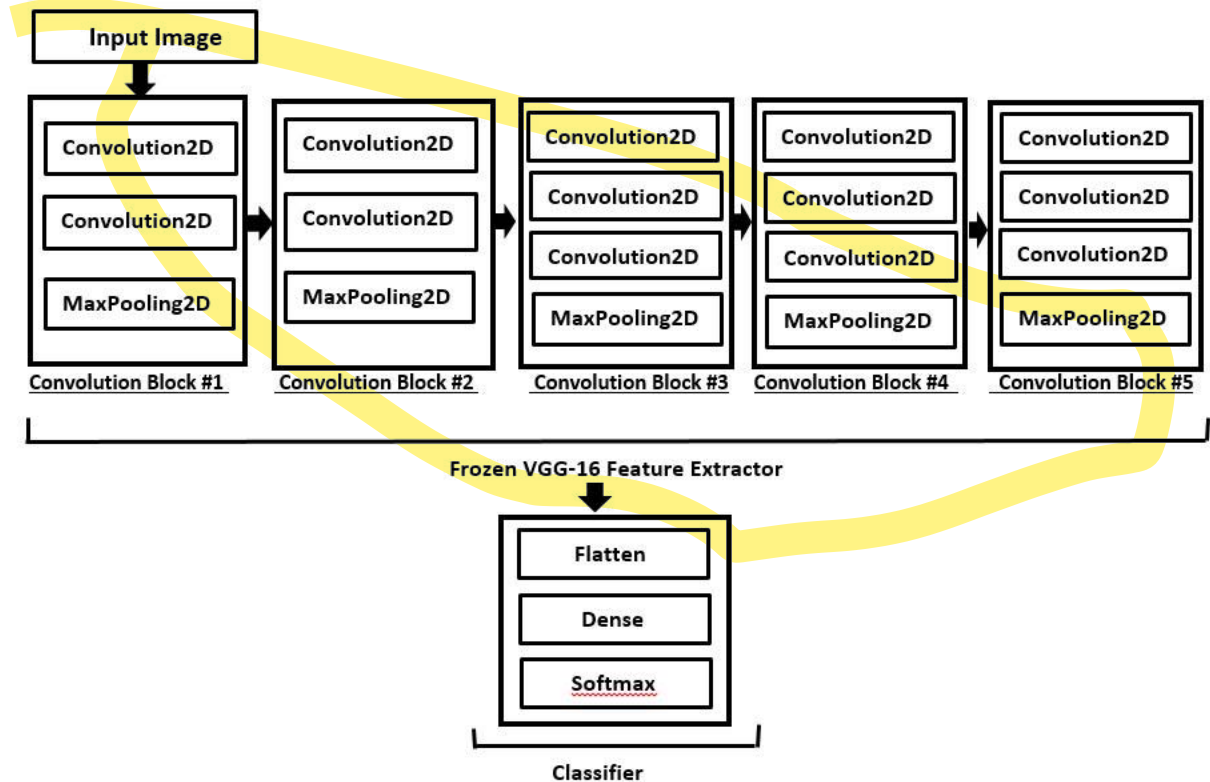 Input Image
Convolution2D
Convolution2D
MaxPooling2D
Convolution Block #1
Convolution2D
Convolution2D
MaxPooling2D
Convolution Block #2
Convolution2D
Convolution2D
Convolution2D
MaxPooling2D
Convolution Block #3
Convolution2D
Convolution2D
Convolution2D
MaxPooling2D
Convolution Block #4
Convolution2D
Convolution2D
Convolution2D
MaxPooling2D
Convolution Block #5
Frozen VGG-16 Feature Extractor
Flatten
Dense
Softmax
Classifier